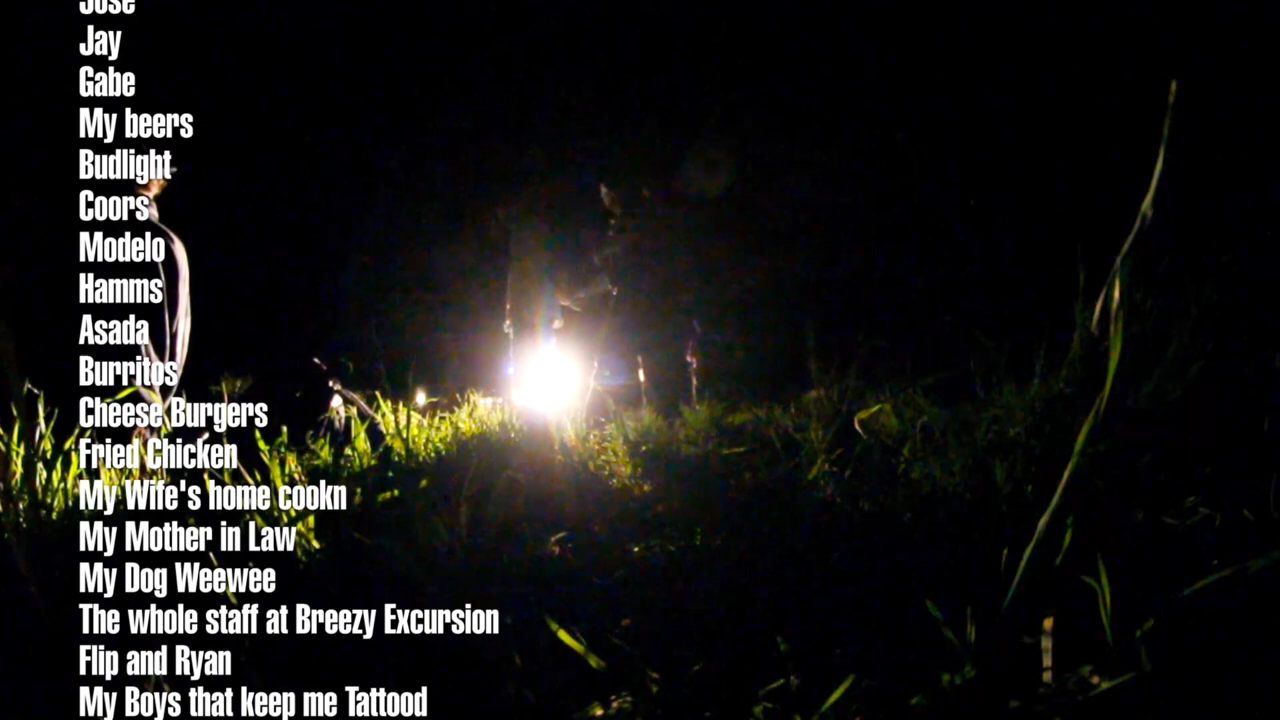 Jose
Jay
Gabe
My beers
Budlight
Coors
Modelo
Hamms
Asada
Burritos
Cheese Burgers
Fried Chicken
My Wife's home cookn
My Mother in Law
My Dog Weewee
The whole staff at Breezy Excursion
Flip and Ryan
My Boys that keep me Tattood